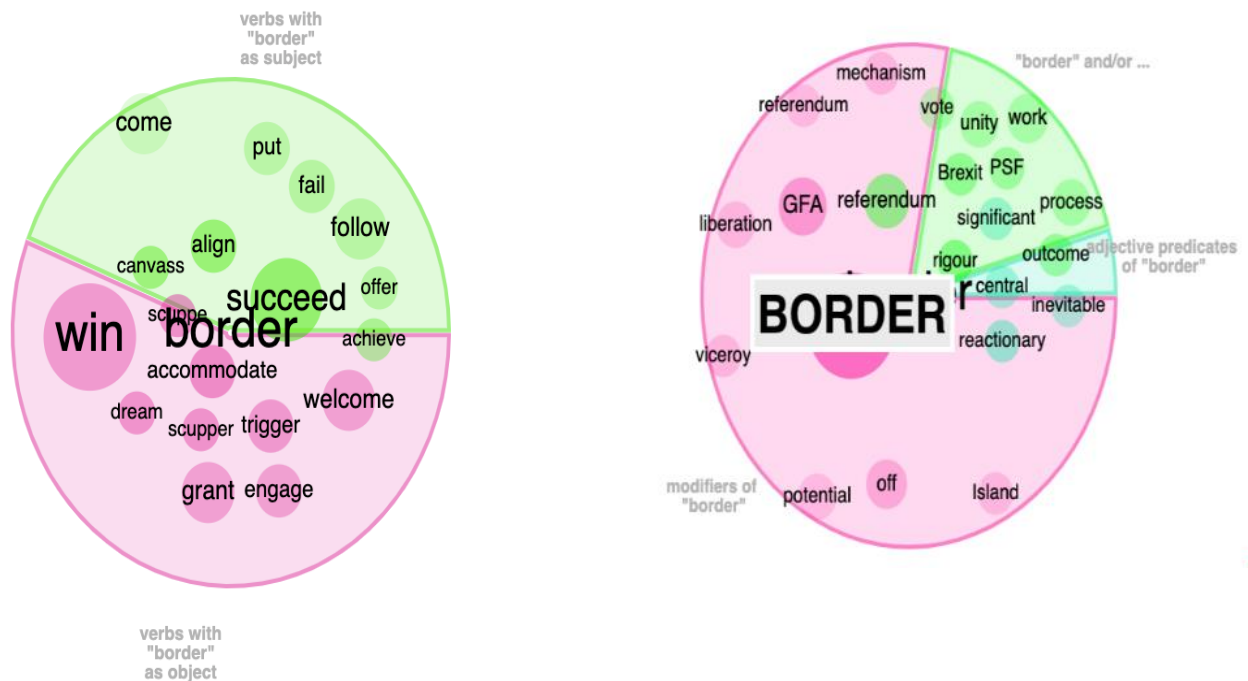 verbs with
"border"
as subject
come
put
fail
follow
align
canvass
offer
succeed
scuppe
border
win
achieve
accommodate
welcome
dream
scupper
trigger
grant
engage
verbs with
"border"
as object
"border" and/or ...
mechanism
referendum
vote
unity
work
Brexit
PSF
GFA
referendum
process
significant
liberation
rigour
outcome
adjective predicates
of "border"
central
inevitable
BORDER
r
reactionary
viceroy
modifiers of
"border"
potential
off
Island